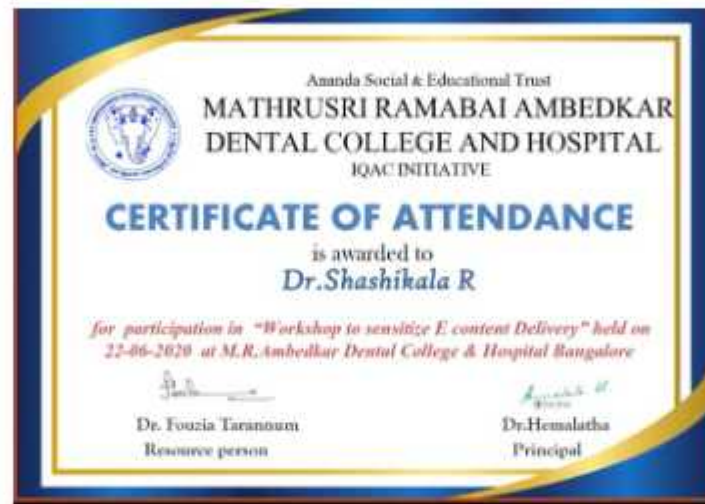 Ananda Social & Educational Trust
MATHRUSRI RAMABAI AMBEDKAR
DENTAL COLLEGE AND HOSPITAL
IQAC INITIATIVE
CERTIFICATE OF ATTENDANCE
is awarded to
Dr.Shashikala R
for participation in "Workshop to sensitize E content Delivery" held on
22-06-2020 at M.R.Ambedkar Dental College & Hospital Bangalore
Dr. Fouzia Tarannum
Dr.Hemalatha
Resource person
Principal